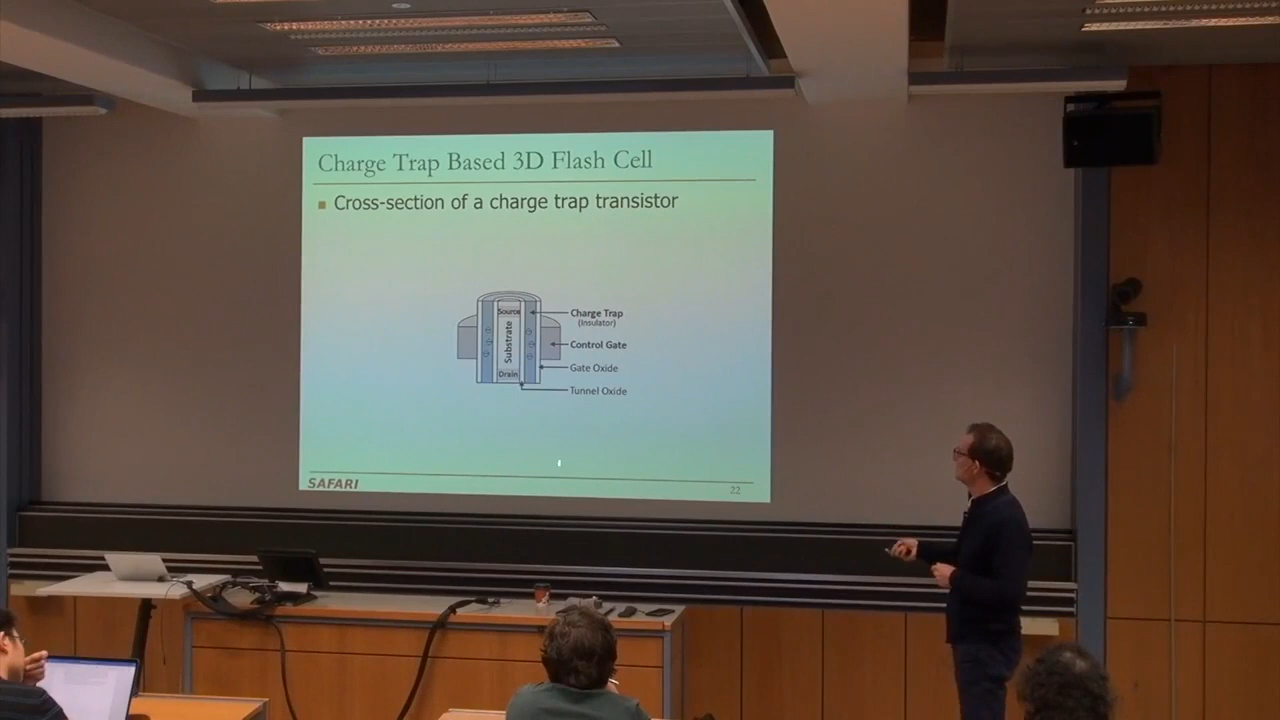 Charge Trap Based 3D Flash Cell
Cross-section of a charge trap transistor
Source
Substrate
Drain
Charge Trap
(Insulator)
Control Gate
Gate Oxide
Tunnel Oxide
SAFARI
22